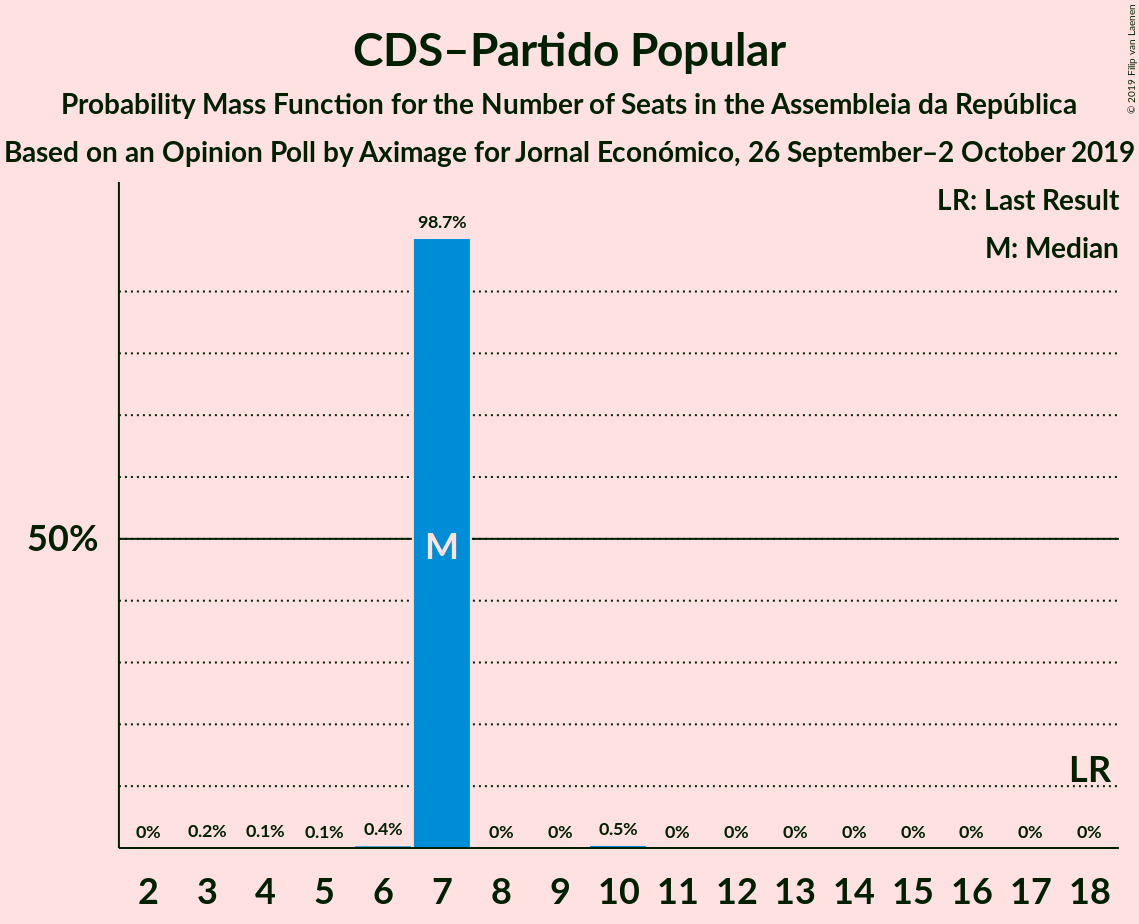 CDS–Partido Popular
Probability Mass Function for the Number of Seats in the Assembleia da República
Based on an Opinion Poll by Aximage for Jornal Económico, 26 September–2 October 2019
© 2019 Filip van Laenen
LR: Last Result
M: Median
98.7%
50%
M
LR
0% 0.2% 0.1% 0.1% 0.4% 0% 0% 0.5% 0% 0% 0% 0% 0% 0% 0% 0%
2 3 4 5 6 7 8 9 10 11 12 13 14 15 16 17 18